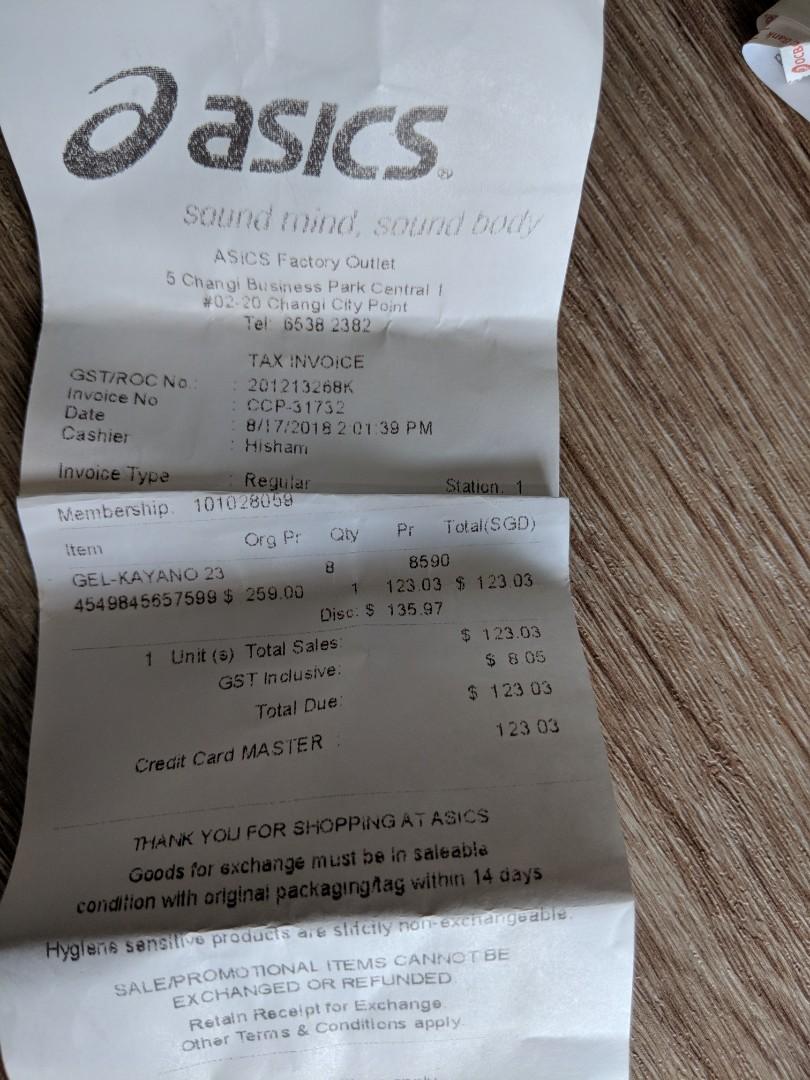 asics
sound mind, sound body
ASICS Factory Outlet
5 Changi Business Park Central 1
#02-20 Changi City Point
Tel: 6538 2382
TAX INVOICE
GST/ROC No.: : 201213268K
Invoice No : CCP-31732
Date : 8/17/2018 2:01:39 PM
Cashier : Hisham
Invoice Type : Regular Station: 1
Membership: 101028059
Item Org Pr Qty Pr Total(SGD)
GEL-KAYANO 23 8 8590
4549845657599 $ 259.00 1 123.03 $ 123.03
Disc: $ 135.97
1 Unit(s) Total Sales: $ 123.03
GST Inclusive: $ 8.05
Total Due: $ 123.03
Credit Card MASTER : 123.03
THANK YOU FOR SHOPPING AT ASICS
Goods for exchange must be in saleable
condition with original packaging/tag within 14 days
Hygiene sensitive products are strictly non-exchangeable.
SALE/PROMOTIONAL ITEMS CANNOT BE
EXCHANGED OR REFUNDED
Retain Receipt for Exchange.
Other Terms & Conditions apply.